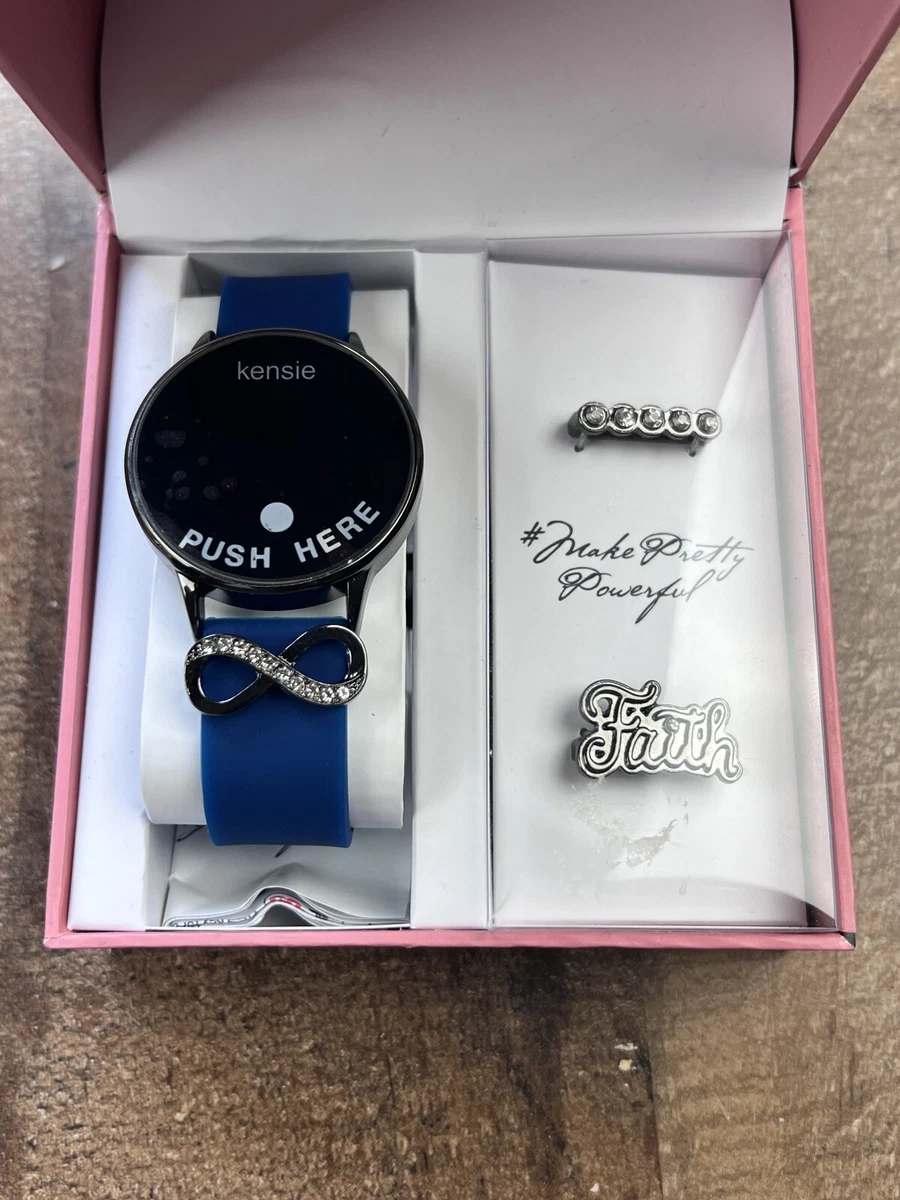 kensie
PUSH HERE
#Make Pretty
Powerful
Faith